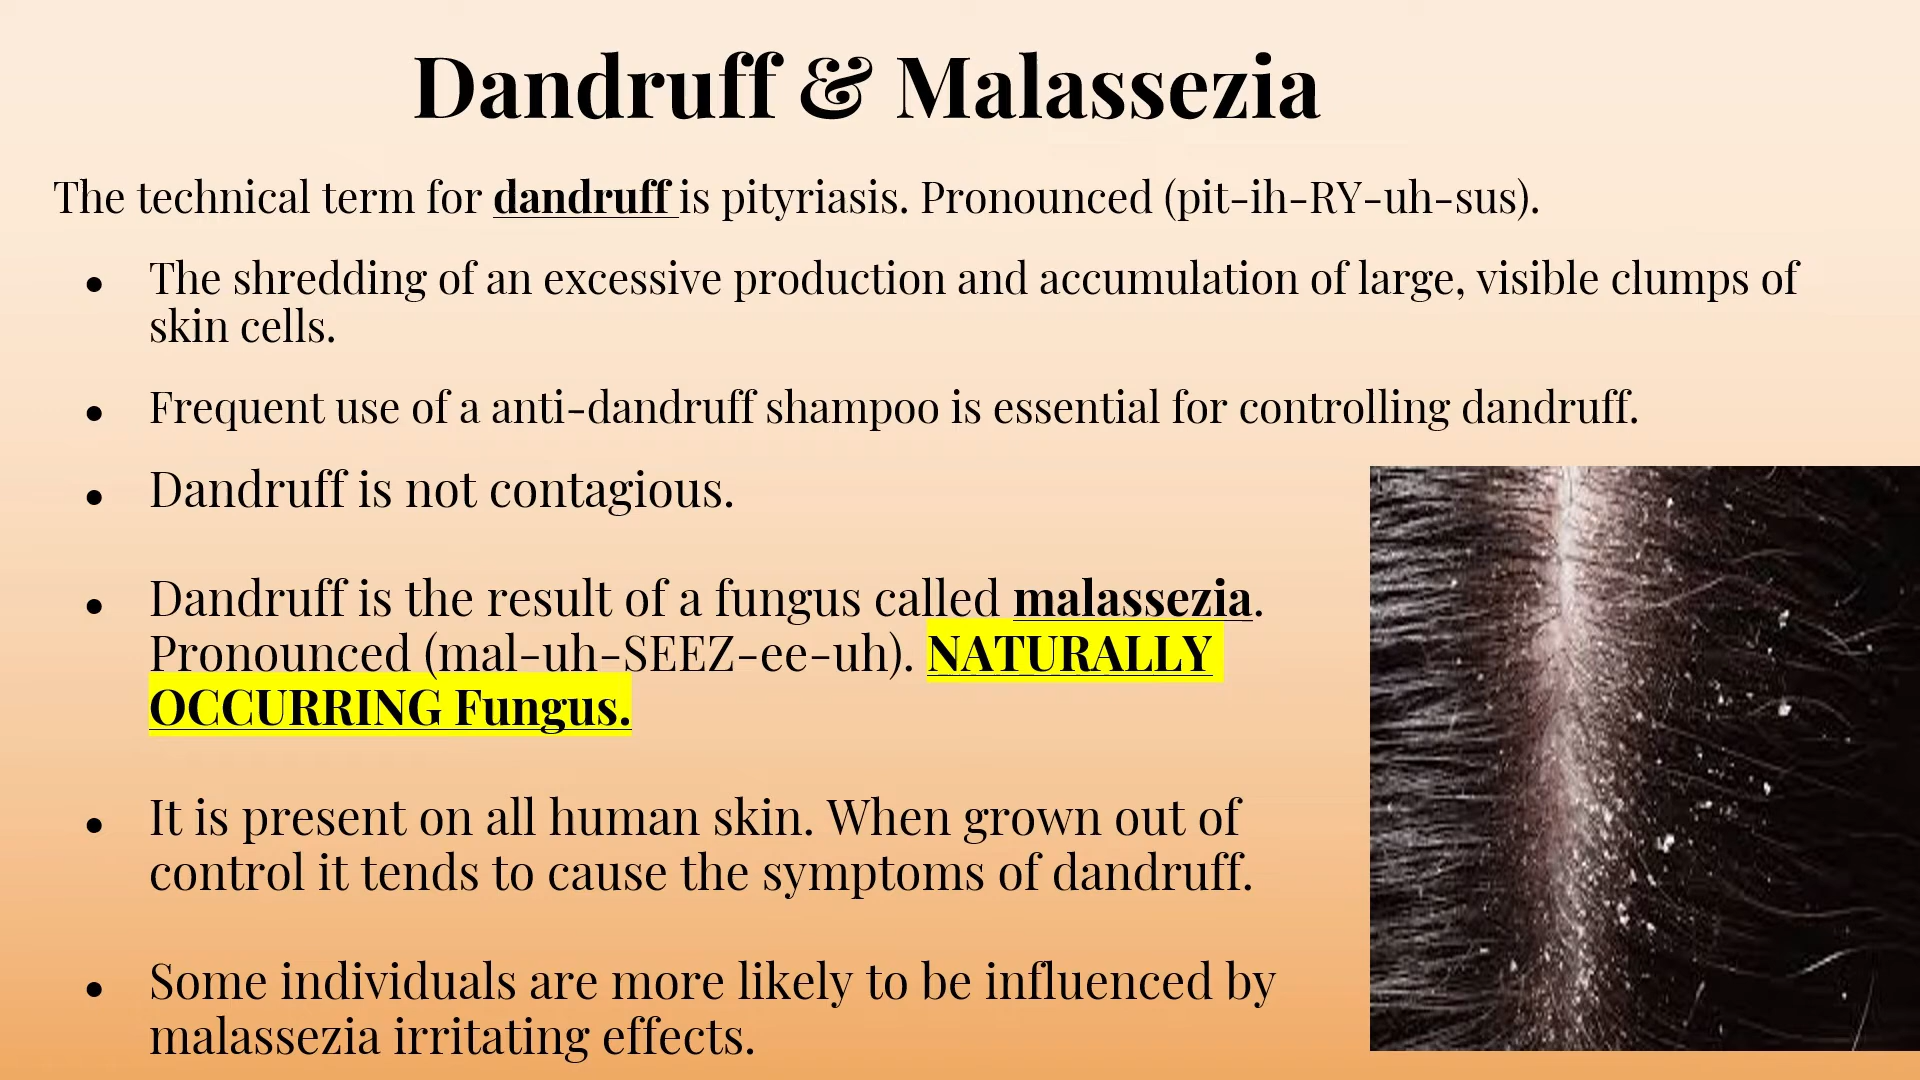 Dandruff & Malassezia
The technical term for dandruff is pityriasis. Pronounced (pit-ih-RY-uh-sus).
● The shredding of an excessive production and accumulation of large, visible clumps of
skin cells.
● Frequent use of a anti-dandruff shampoo is essential for controlling dandruff.
● Dandruff is not contagious.
● Dandruff is the result of a fungus called malassezia.
Pronounced (mal-uh-SEEZ-ee-uh). NATURALLY
OCCURRING Fungus.
● It is present on all human skin. When grown out of
control it tends to cause the symptoms of dandruff.
● Some individuals are more likely to be influenced by
malassezia irritating effects.